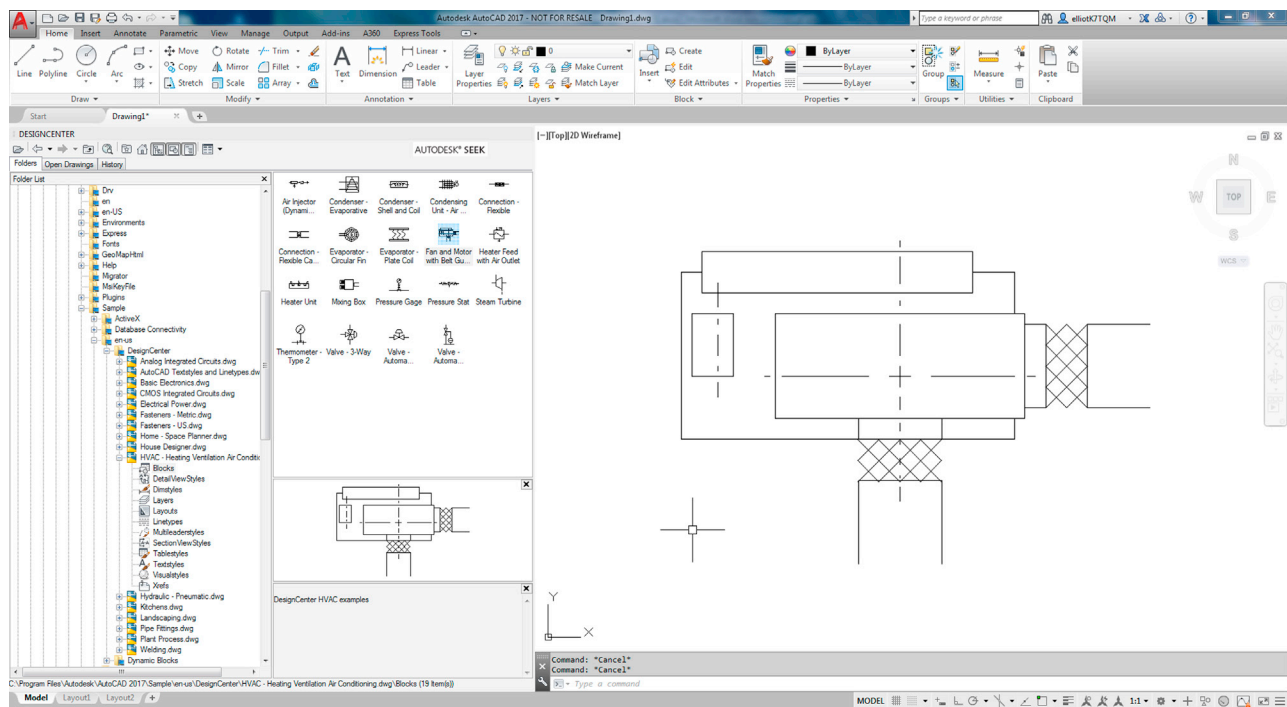 Autodesk AutoCAD 2017 - NOT FOR RESALE Drawing1.dwg
Type a keyword or phrase
elliotK7TQM
Home Insert Annotate Parametric View Manage Output Add-ins A360 Express Tools
Line Polyline Circle Arc
Move Rotate Trim
Copy Mirror Fillet
Stretch Scale Array
Text Dimension
Linear
Leader
Table
Layer Properties
0
Make Current
Match Layer
Insert
Create
Edit
Edit Attributes
Match Properties
ByLayer
ByLayer
ByLayer
Group
Measure
Paste
Draw Modify Annotation Layers Block Properties Groups Utilities Clipboard
Start Drawing1*
DESIGNCENTER
AUTODESK® SEEK
Folders Open Drawings History
Folder List
Drv
en
en-US
Environments
Express
Fonts
GeoMapHtml
Help
Migrator
MsiKeyFile
Plugins
Sample
ActiveX
Database Connectivity
en-us
DesignCenter
Analog Integrated Circuits.dwg
AutoCAD Textstyles and Linetypes.dw
Basic Electronics.dwg
CMOS Integrated Circuits.dwg
Electrical Power.dwg
Fasteners - Metric.dwg
Fasteners - US.dwg
Home - Space Planner.dwg
House Designer.dwg
HVAC - Heating Ventilation Air Conditic
Blocks
DetailViewStyles
Dimstyles
Layers
Layouts
Linetypes
Multileaderstyles
SectionViewStyles
Tablestyles
Textstyles
Visualstyles
Xrefs
Hydraulic - Pneumatic.dwg
Kitchens.dwg
Landscaping.dwg
Pipe Fittings.dwg
Plant Process.dwg
Welding.dwg
Dynamic Blocks
Air Injector (Dynami...
Condenser - Evaporative
Condenser - Shell and Coil
Condensing Unit - Air ...
Connection - Flexible
Connection - Flexible Ca...
Evaporator - Circular Fin
Evaporator - Plate Coil
Fan and Motor with Belt Gu...
Heater Feed with Air Outlet
Heater Unit
Mixing Box
Pressure Gage
Pressure Stat
Steam Turbine
Thermometer - Type 2
Valve - 3-Way
Valve - Automa...
Valve - Automa...
DesignCenter HVAC examples
[−][Top][2D Wireframe]
N
W TOP E
S
WCS
Y
X
Command: *Cancel*
Command: *Cancel*
Type a command
C:\Program Files\Autodesk\AutoCAD 2017\Sample\en-us\DesignCenter\HVAC - Heating Ventilation Air Conditioning.dwg\Blocks (19 Item(s))
Model Layout1 Layout2 +
MODEL 1:1